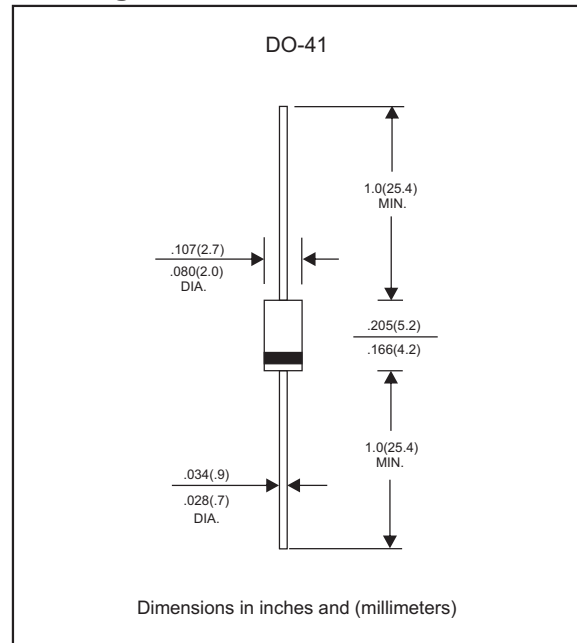 DO-41
1.0(25.4)
MIN.
.107(2.7)
.080(2.0)
DIA.
.205(5.2)
.166(4.2)
1.0(25.4)
MIN.
.034(.9)
.028(.7)
DIA.
Dimensions in inches and (millimeters)